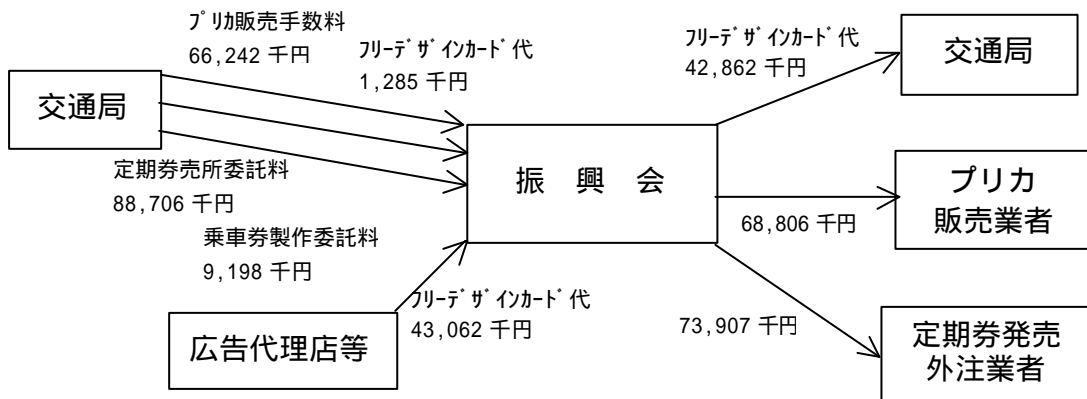 プリカ販売手数料
66,242 千円
フリーデザインカード代
1,285 千円
フリーデザインカード代
42,862 千円
交通局
交通局
振 興 会
定期券売所委託料
88,706 千円
プリカ
販売業者
68,806 千円
乗車券製作委託料
9,198 千円
フリーデザインカード代
43,062 千円
73,907 千円
広告代理店等
定期券発売
外注業者